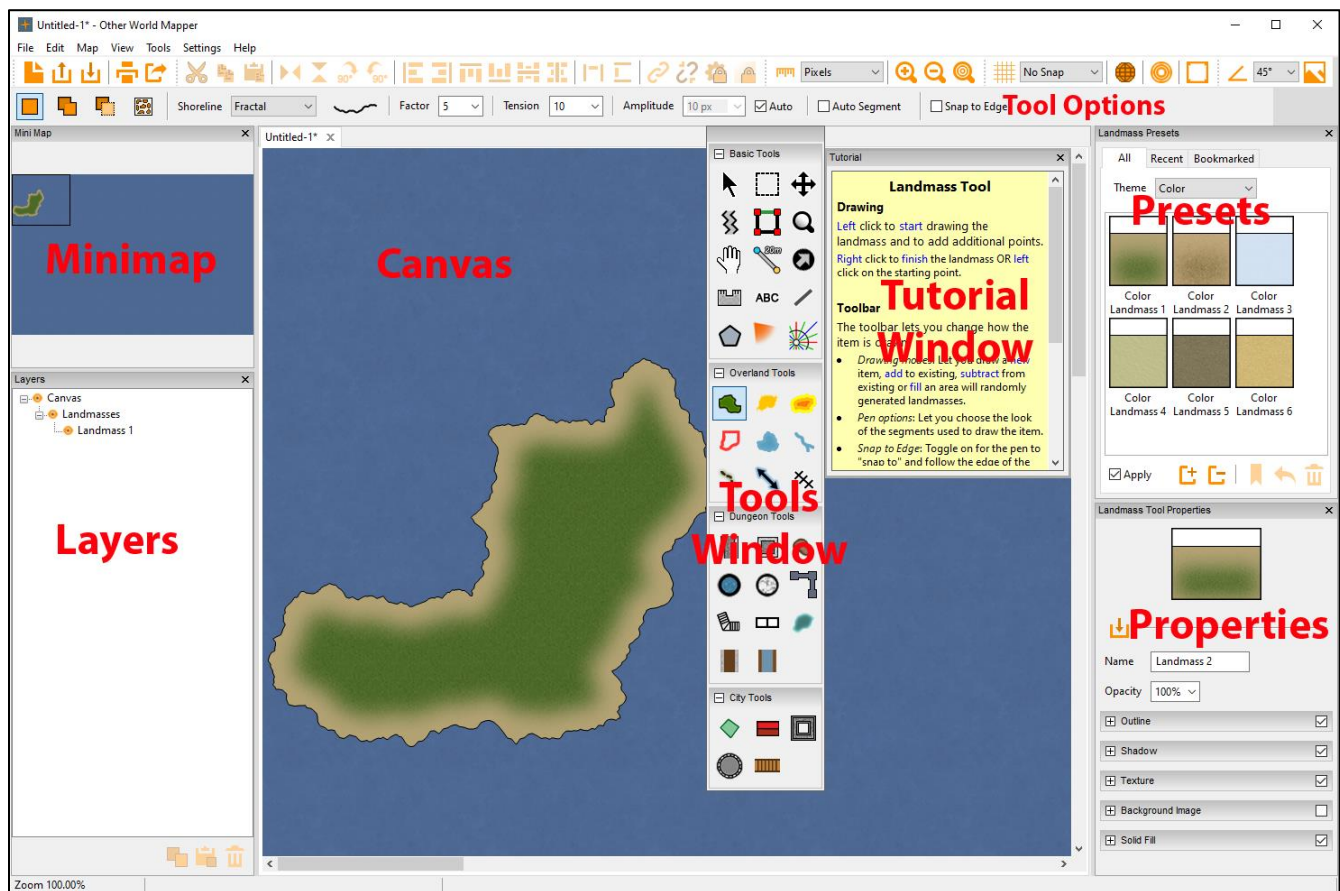 Untitled-1* - Other World Mapper
File Edit Map View Tools Settings Help
Pixels No Snap 45°
Shoreline Fractal Factor 5 Tension 10 Amplitude 10 px Auto Auto Segment Snap to Edge
Tool Options
Mini Map
Minimap
Layers
Canvas
Landmasses
Landmass 1
Layers
Zoom 100.00%
Untitled-1*
Canvas
Basic Tools
20m
ABC
Overland Tools
Dungeon Tools
City Tools
Tools
Window
Tutorial
Landmass Tool
Drawing
Left click to start drawing the
landmass and to add additional points.
Right click to finish the landmass OR left
click on the starting point.
Toolbar
The toolbar lets you change how the
item is
• Drawing modes: Let you draw a new
item, add to existing, subtract from
existing or fill an area will randomly
generated landmasses.
• Pen options: Let you choose the look
of the segments used to draw the item.
• Snap to Edge: Toggle on for the pen to
"snap to" and follow the edge of the
Tutorial
Window
Landmass Presets
All Recent Bookmarked
Theme Color
Presets
Color Color Color
Landmass 1 Landmass 2 Landmass 3
Color Color Color
Landmass 4 Landmass 5 Landmass 6
Apply
Landmass Tool Properties
Properties
Name Landmass 2
Opacity 100%
Outline
Shadow
Texture
Background Image
Solid Fill